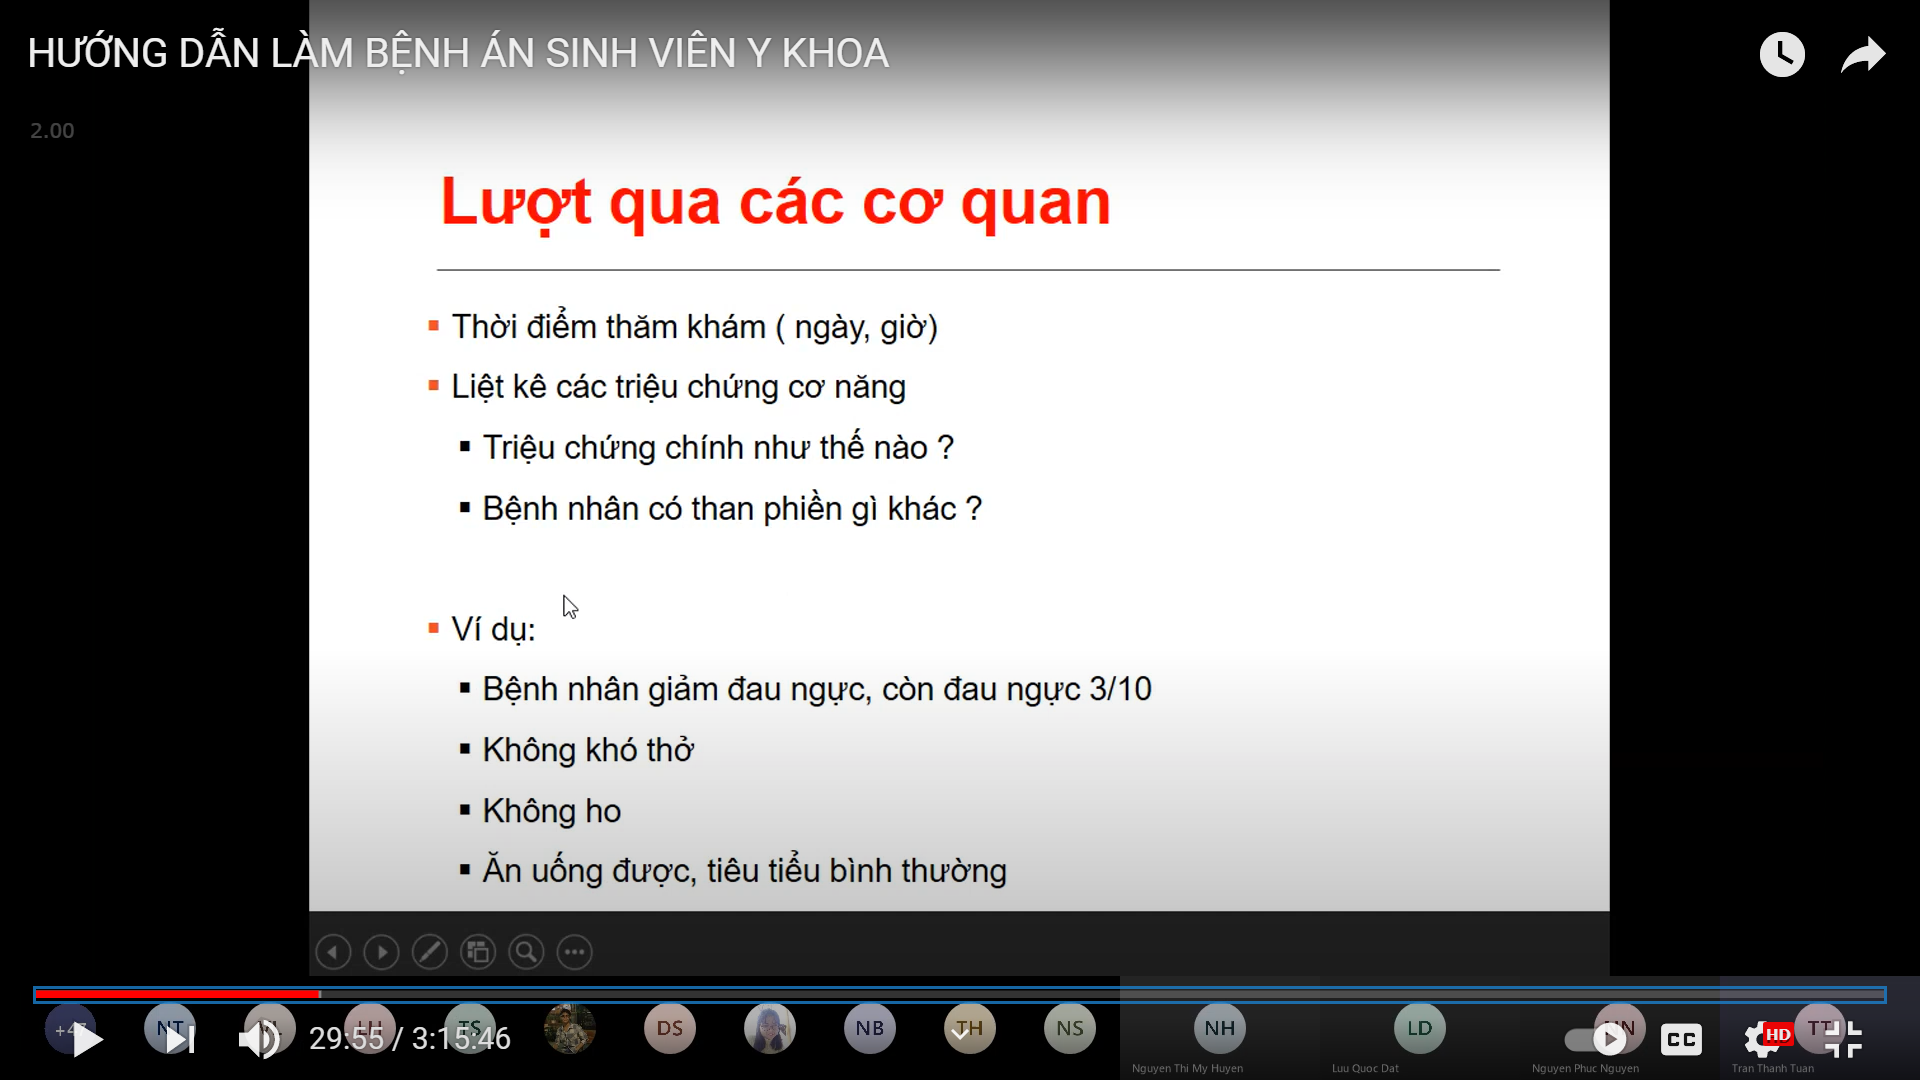 HƯỚNG DẪN LÀM BỆNH ÁN SINH VIÊN Y KHOA
2.00
Lượt qua các cơ quan
Thời điểm thăm khám ( ngày, giờ)
Liệt kê các triệu chứng cơ năng
Triệu chứng chính như thế nào ?
Bệnh nhân có than phiền gì khác ?
Ví dụ:
Bệnh nhân giảm đau ngực, còn đau ngực 3/10
Không khó thở
Không ho
Ăn uống được, tiêu tiểu bình thường
NT LH TS DS NB TH NS NH LD TT
29:55 / 3:15:46
CC HD
Nguyen Thi My Huyen Luu Quoc Dat Nguyen Phuc Nguyen Tran Thanh Tuan